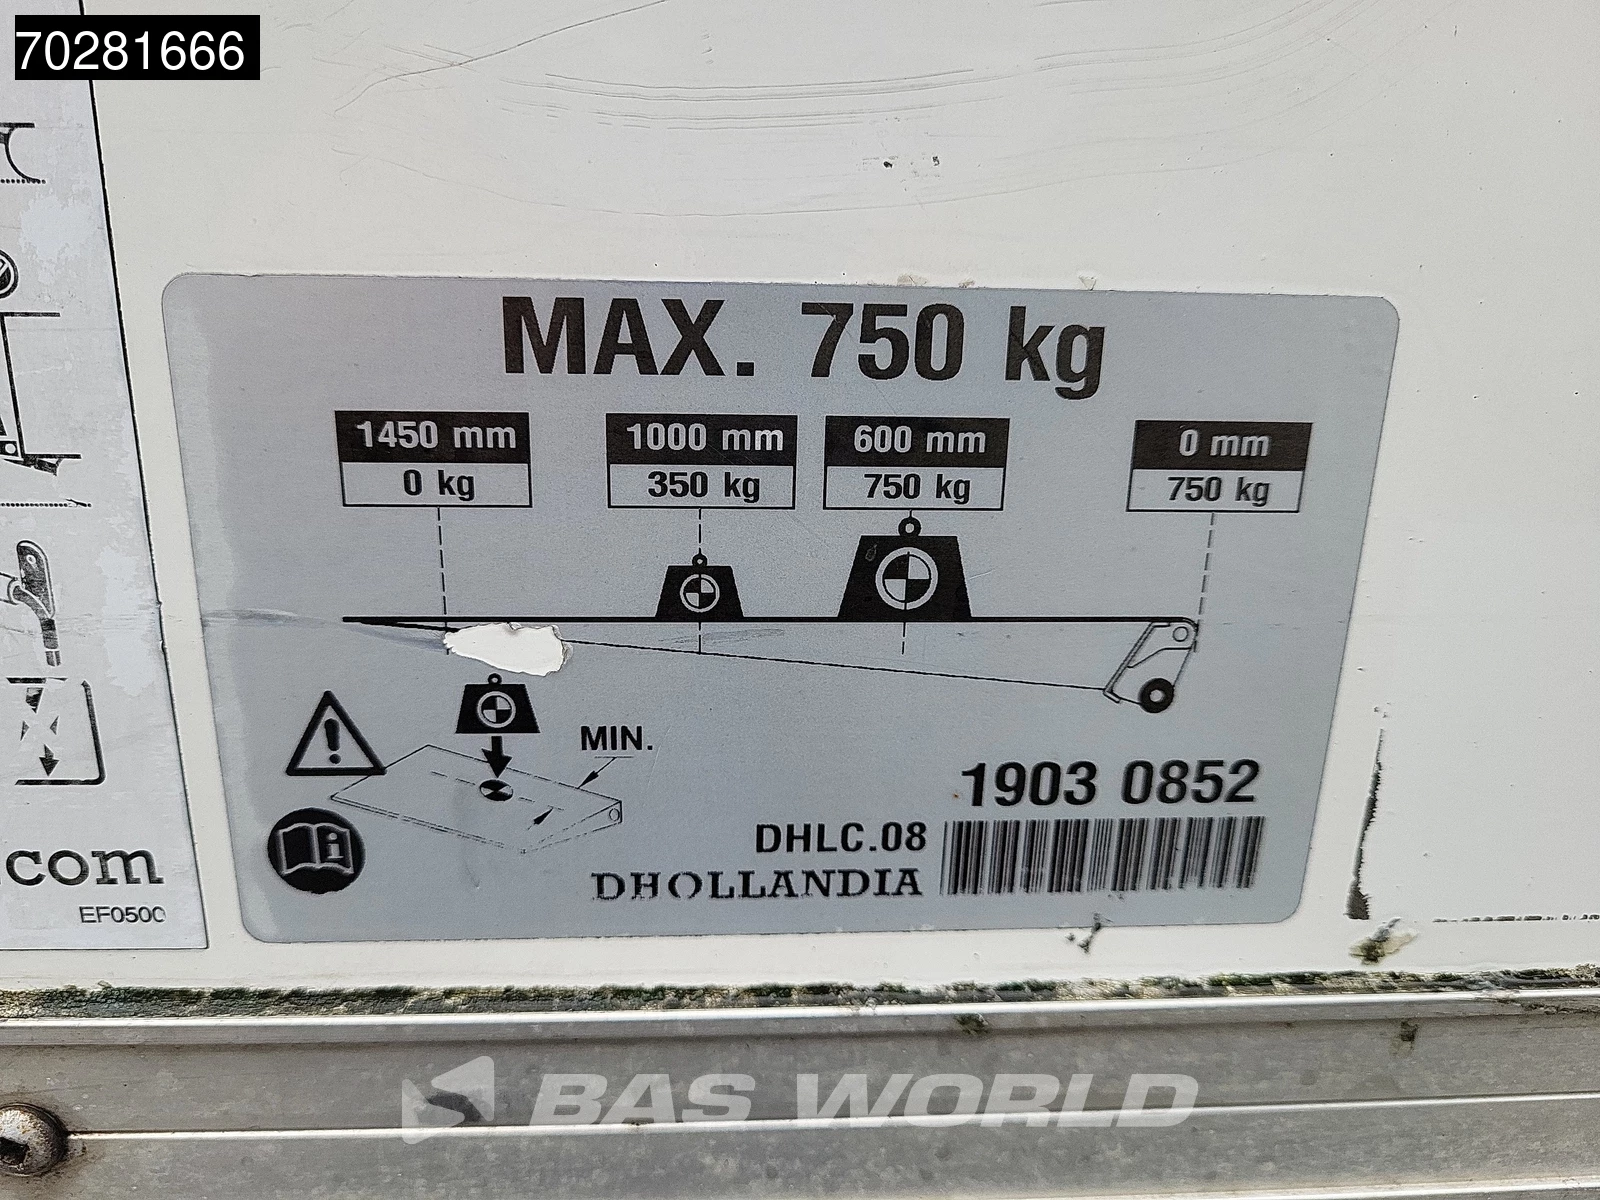 70281666
MAX. 750 kg
1450 mm 1000 mm 600 mm 0 mm
0 kg 350 kg 750 kg 750 kg
MIN.
1903 0852
DHLC.08
DHOLLANDIA
.com
EF0500
BAS WORLD